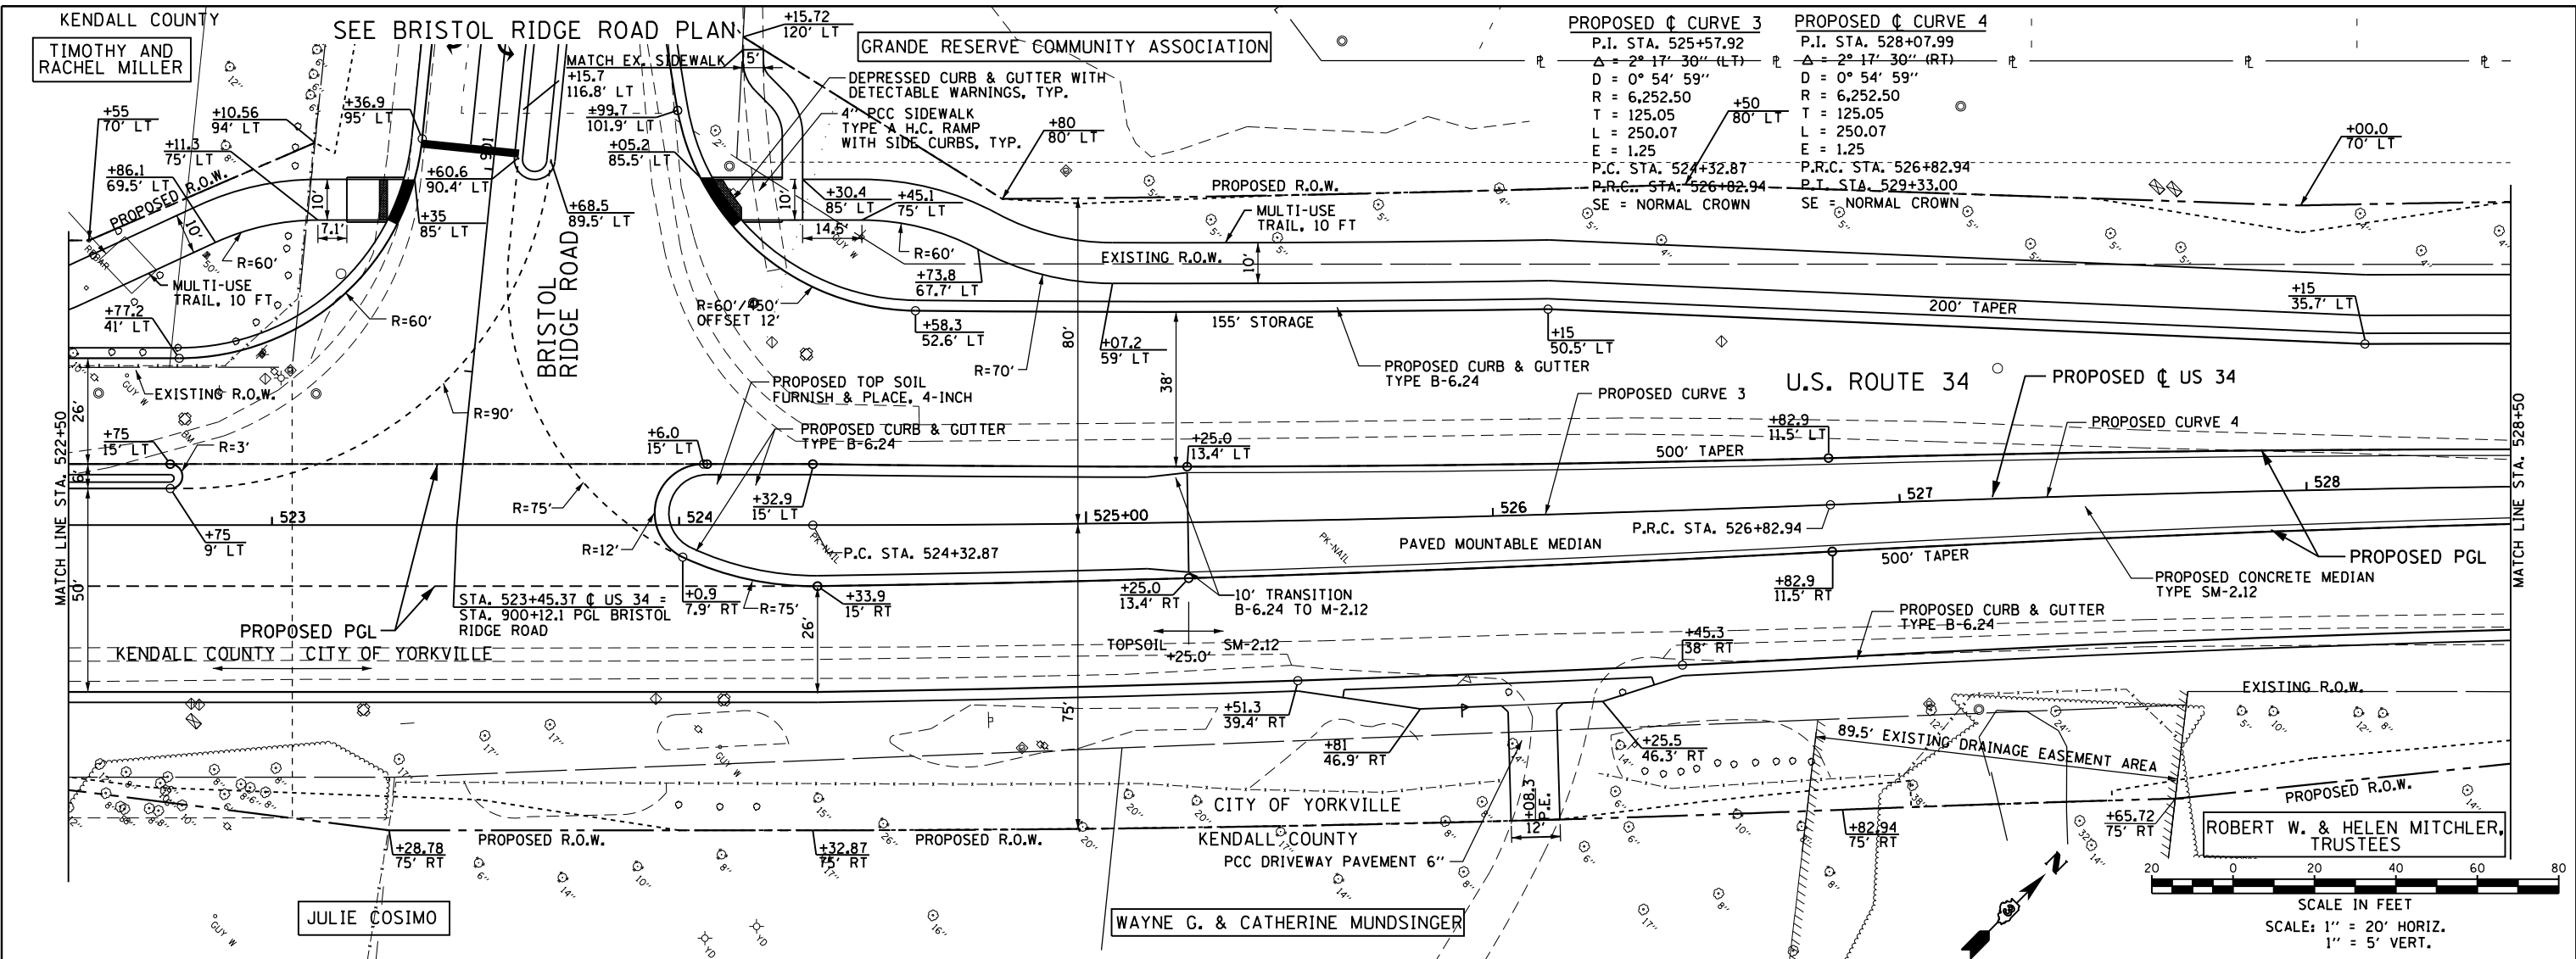 KENDALL COUNTY
TIMOTHY AND
RACHEL MILLER
SEE BRISTOL RIDGE ROAD PLAN
+15.72
120' LT
GRANDE RESERVE COMMUNITY ASSOCIATION
PROPOSED ℄ CURVE 3
P.I. STA. 525+57.92
Δ = 2° 17' 30" (LT)
D = 0° 54' 59"
R = 6,252.50
T = 125.05
L = 250.07
E = 1.25
P.C. STA. 524+32.87
P.R.C. STA. 526+82.94
SE = NORMAL CROWN
PROPOSED ℄ CURVE 4
P.I. STA. 528+07.99
Δ = 2° 17' 30" (RT)
D = 0° 54' 59"
R = 6,252.50
T = 125.05
L = 250.07
E = 1.25
P.R.C. STA. 526+82.94
P.T. STA. 529+33.00
SE = NORMAL CROWN
MATCH EX. SIDEWALK
5'
+15.7
116.8' LT
+99.7
101.9' LT
+05.2
85.5' LT
DEPRESSED CURB & GUTTER WITH
DETECTABLE WARNINGS, TYP.
4" PCC SIDEWALK
TYPE A H.C. RAMP
WITH SIDE CURBS, TYP.
+80
80' LT
+50
80' LT
+00.0
70' LT
+55
70' LT
+10.56
94' LT
+36.9
95' LT
+11.3
75' LT
+86.1
69.5' LT
+60.6
90.4' LT
901
+35
85' LT
+68.5
89.5' LT
+30.4
85' LT
+45.1
75' LT
PROPOSED R.O.W.
10'
10'
7.1'
10'
14.5'
GUY W
R=60'
R=60'
MULTI-USE
TRAIL, 10 FT
REBAR
50"
PROPOSED R.O.W.
MULTI-USE
TRAIL, 10 FT
EXISTING R.O.W.
10'
+77.2
41' LT
R=60'
BRISTOL
RIDGE ROAD
R=60'/450'
OFFSET 12'
+73.8
67.7' LT
+58.3
52.6' LT
+07.2
59' LT
R=70'
155' STORAGE
+15
50.5' LT
200' TAPER
+15
35.7' LT
EXISTING R.O.W.
GUY W
BM
26'
80'
38'
PROPOSED TOP SOIL
FURNISH & PLACE, 4-INCH
PROPOSED CURB & GUTTER
TYPE B-6.24
PROPOSED CURB & GUTTER
TYPE B-6.24
PROPOSED CURVE 3
U.S. ROUTE 34
PROPOSED ℄ US 34
PROPOSED CURVE 4
R=90'
R=3'
+75
15' LT
+6.0
15' LT
+25.0
13.4' LT
+82.9
11.5' LT
500' TAPER
MATCH LINE STA. 522+50
MATCH LINE STA. 528+50
6'
+75
9' LT
523
524
525+00
526
527
528
+32.9
15' LT
R=75'
R=12'
P.C. STA. 524+32.87
PK-NAIL
PK-NAIL
P.R.C. STA. 526+82.94
PAVED MOUNTABLE MEDIAN
500' TAPER
PROPOSED PGL
50'
PROPOSED PGL
STA. 523+45.37 ℄ US 34 =
STA. 900+12.1 PGL BRISTOL
RIDGE ROAD
+0.9
7.9' RT
R=75'
+33.9
15' RT
26'
+25.0
13.4' RT
10' TRANSITION
B-6.24 TO M-2.12
+82.9
11.5' RT
PROPOSED CONCRETE MEDIAN
TYPE SM-2.12
PROPOSED CURB & GUTTER
TYPE B-6.24
KENDALL COUNTY
CITY OF YORKVILLE
TOPSOIL
SM-2.12
+25.0'
+45.3
38' RT
75'
+51.3
39.4' RT
+81
46.9' RT
+25.5
46.3' RT
EXISTING R.O.W.
89.5' EXISTING DRAINAGE EASEMENT AREA
GUY W
CITY OF YORKVILLE
KENDALL COUNTY
+08.3
P.E.
12'
PCC DRIVEWAY PAVEMENT 6"
PROPOSED R.O.W.
PROPOSED R.O.W.
PROPOSED R.O.W.
+28.78
75' RT
+32.87
75' RT
+82.94
75' RT
+65.72
75' RT
ROBERT W. & HELEN MITCHLER,
TRUSTEES
JULIE COSIMO
WAYNE G. & CATHERINE MUNDSINGER
GUY W
YD
YD
N
20 0 20 40 60 80
SCALE IN FEET
SCALE: 1" = 20' HORIZ.
1" = 5' VERT.